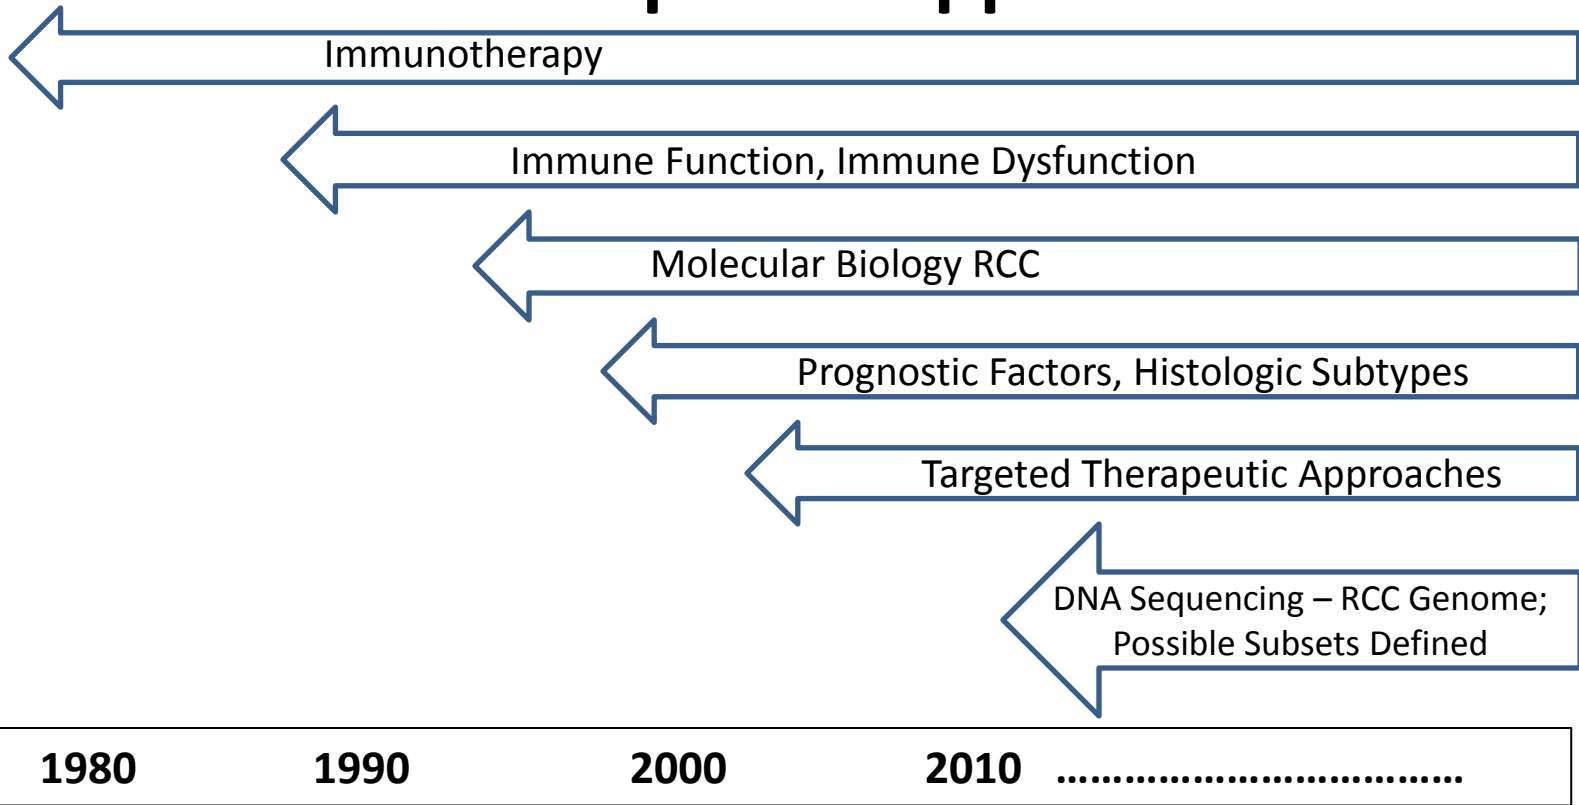 Immunotherapy
Immune Function, Immune Dysfunction
Molecular Biology RCC
Prognostic Factors, Histologic Subtypes
Targeted Therapeutic Approaches
DNA Sequencing – RCC Genome;
Possible Subsets Defined
1980 1990 2000 2010 ………………………………